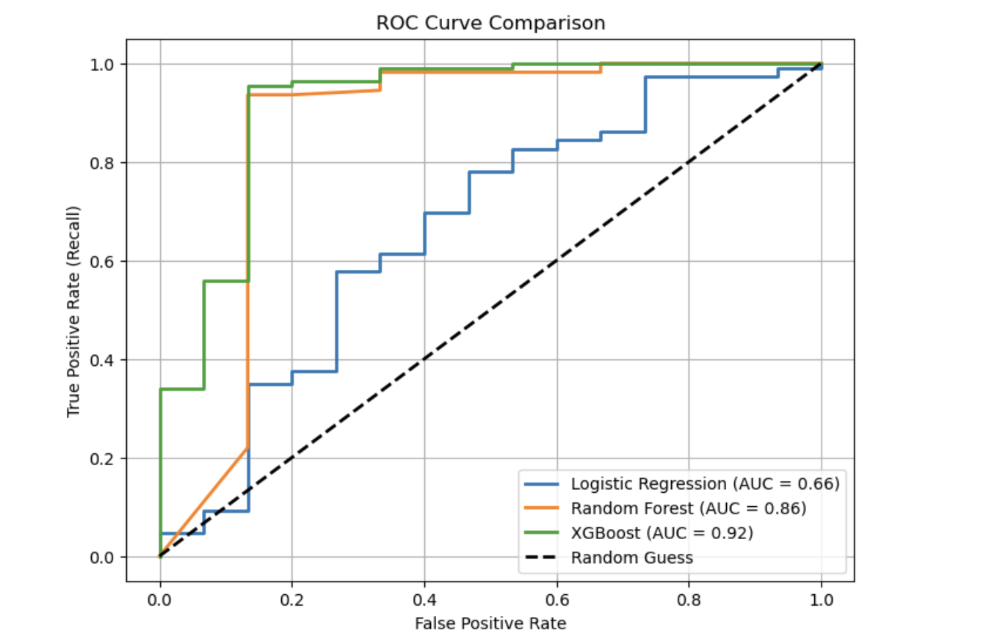 ROC Curve Comparison
True Positive Rate (Recall)
1.0
0.8
0.6
0.4
0.2
0.0
Logistic Regression (AUC = 0.66)
Random Forest (AUC = 0.86)
XGBoost (AUC = 0.92)
Random Guess
0.0 0.2 0.4 0.6 0.8 1.0
False Positive Rate